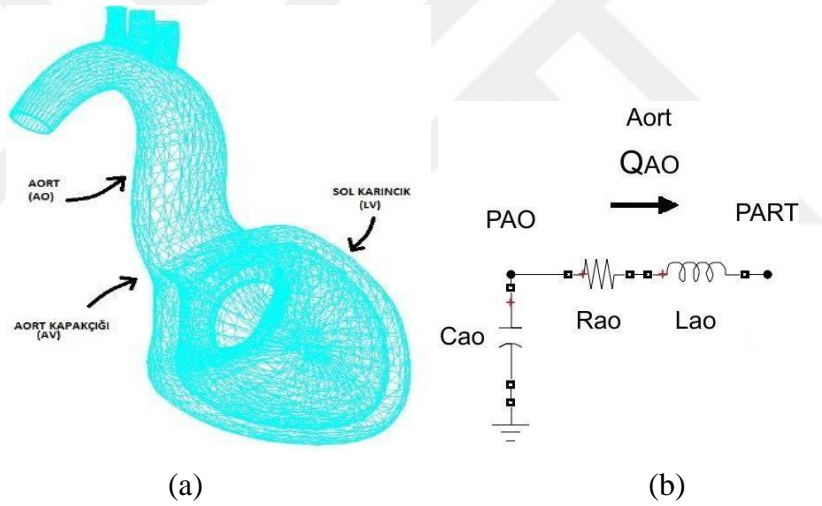 AORT
(AO)
SOL KARINCIK
(LV)
AORT KAPAKÇIĞI
(AV)
(a)
Aort
QAO
PAO
PART
Cao
Rao
Lao
(b)